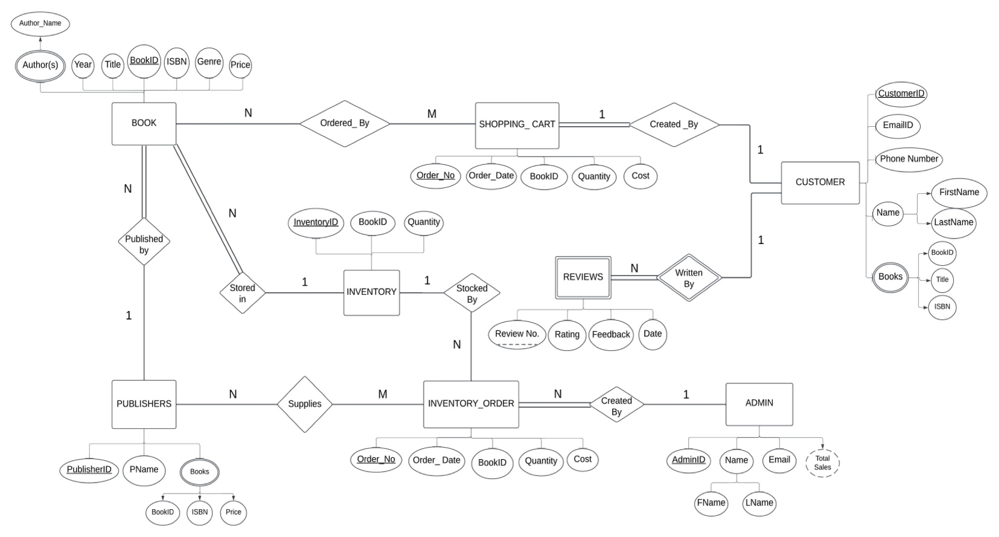 Author_Name
Author(s)
Year
Title
BookID
ISBN
Genre
Price
BOOK
N
Ordered_ By
M
SHOPPING_ CART
1
Created _By
1
CUSTOMER
CustomerID
EmailID
Phone Number
Name
FirstName
LastName
Books
BookID
Title
ISBN
Order_No
Order_Date
BookID
Quantity
Cost
N
N
Published
by
1
Stored
in
1
InventoryID
BookID
Quantity
INVENTORY
1
Stocked
By
N
REVIEWS
N
Written
By
1
Review No.
Rating
Feedback
Date
PUBLISHERS
N
Supplies
M
INVENTORY_ORDER
N
Created
By
1
ADMIN
PublisherID
PName
Books
BookID
ISBN
Price
Order_No
Order_ Date
BookID
Quantity
Cost
AdminID
Name
Email
Total
Sales
FName
LName